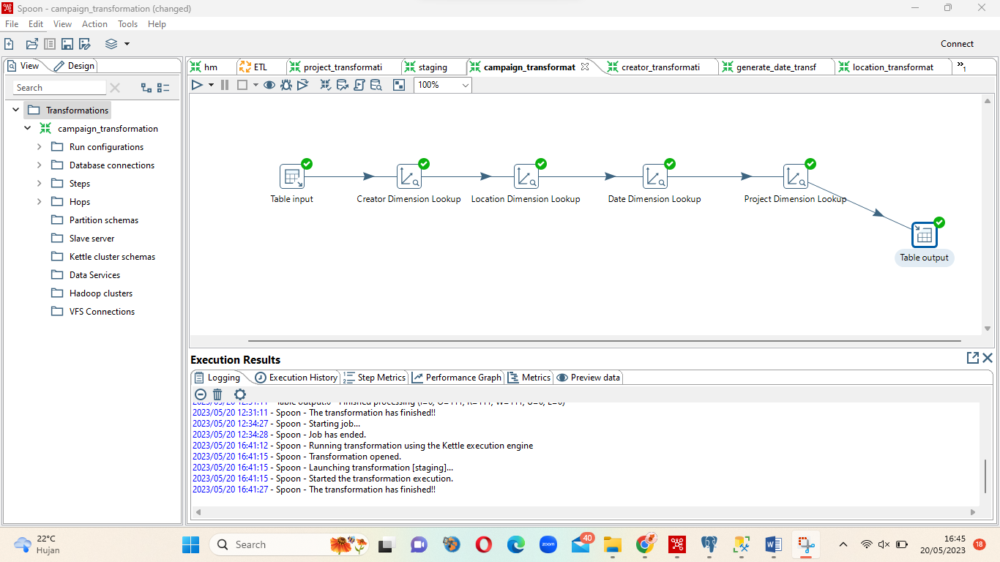 Spoon - campaign_transformation (changed)
File Edit View Action Tools Help
Connect
View Design
hm ETL project_transformati staging campaign_transformat creator_transformati generate_date_transf location_transformat »1
Search
100%
Transformations
campaign_transformation
Run configurations
Database connections
Steps
Hops
Partition schemas
Slave server
Kettle cluster schemas
Data Services
Hadoop clusters
VFS Connections
Table input Creator Dimension Lookup Location Dimension Lookup Date Dimension Lookup Project Dimension Lookup
Table output
Execution Results
Logging Execution History Step Metrics Performance Graph Metrics Preview data
2023/05/20 12:31:11 - Spoon - The transformation has finished!!
2023/05/20 12:34:27 - Spoon - Starting job...
2023/05/20 12:34:28 - Spoon - Job has ended.
2023/05/20 16:41:12 - Spoon - Running transformation using the Kettle execution engine
2023/05/20 16:41:15 - Spoon - Transformation opened.
2023/05/20 16:41:15 - Spoon - Launching transformation [staging]...
2023/05/20 16:41:15 - Spoon - Started the transformation execution.
2023/05/20 16:41:27 - Spoon - The transformation has finished!!
22°C
Hujan
Search
zoom
40
16:45
20/05/2023
18